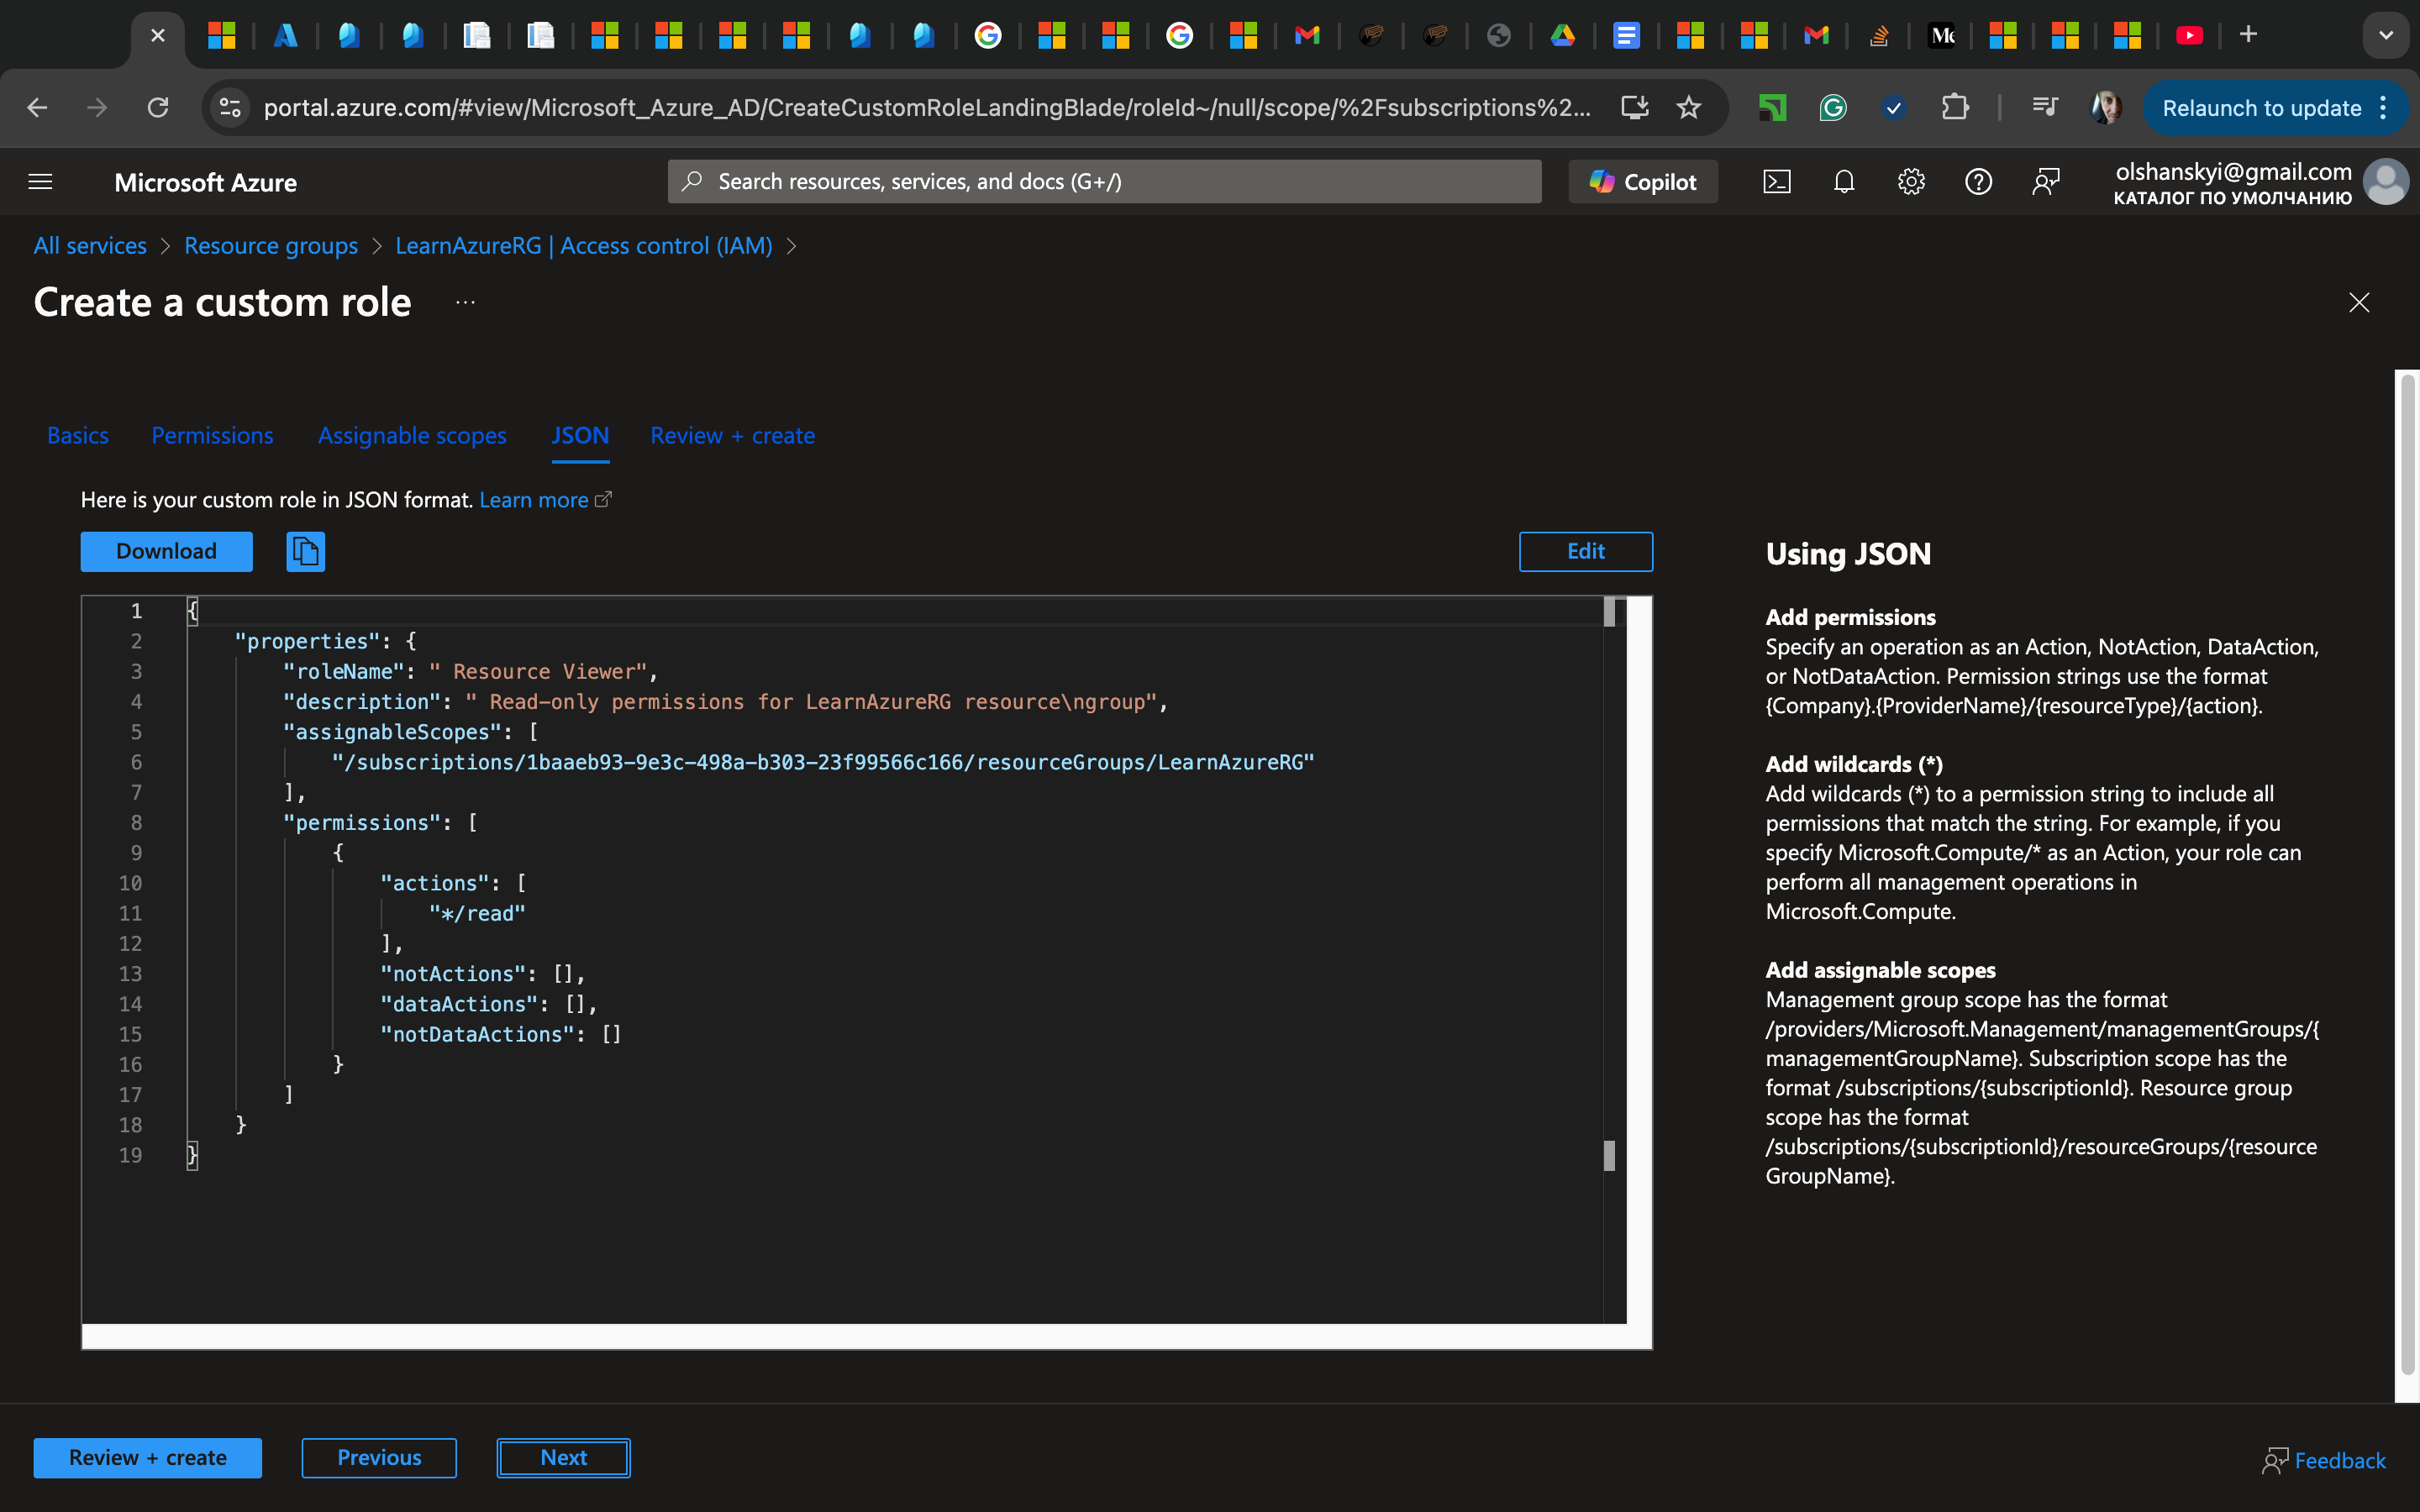 portal.azure.com/#view/Microsoft_Azure_AD/CreateCustomRoleLandingBlade/roleId~/null/scope/%2Fsubscriptions%2...
Relaunch to update
Microsoft Azure
Search resources, services, and docs (G+/)
Copilot
olshanskyi@gmail.com
КАТАЛОГ ПО УМОЛЧАНИЮ
All services > Resource groups > LearnAzureRG | Access control (IAM) >
Create a custom role ...
Basics Permissions Assignable scopes JSON Review + create
Here is your custom role in JSON format. Learn more
Download
Edit
1 {
2 "properties": {
3 "roleName": " Resource Viewer",
4 "description": " Read-only permissions for LearnAzureRG resource\ngroup",
5 "assignableScopes": [
6 "/subscriptions/1baaeb93-9e3c-498a-b303-23f99566c166/resourceGroups/LearnAzureRG"
7 ],
8 "permissions": [
9 {
10 "actions": [
11 "*/read"
12 ],
13 "notActions": [],
14 "dataActions": [],
15 "notDataActions": []
16 }
17 ]
18 }
19 }
Using JSON
Add permissions
Specify an operation as an Action, NotAction, DataAction,
or NotDataAction. Permission strings use the format
{Company}.{ProviderName}/{resourceType}/{action}.
Add wildcards (*)
Add wildcards (*) to a permission string to include all
permissions that match the string. For example, if you
specify Microsoft.Compute/* as an Action, your role can
perform all management operations in
Microsoft.Compute.
Add assignable scopes
Management group scope has the format
/providers/Microsoft.Management/managementGroups/{
managementGroupName}. Subscription scope has the
format /subscriptions/{subscriptionId}. Resource group
scope has the format
/subscriptions/{subscriptionId}/resourceGroups/{resource
GroupName}.
Review + create
Previous
Next
Feedback